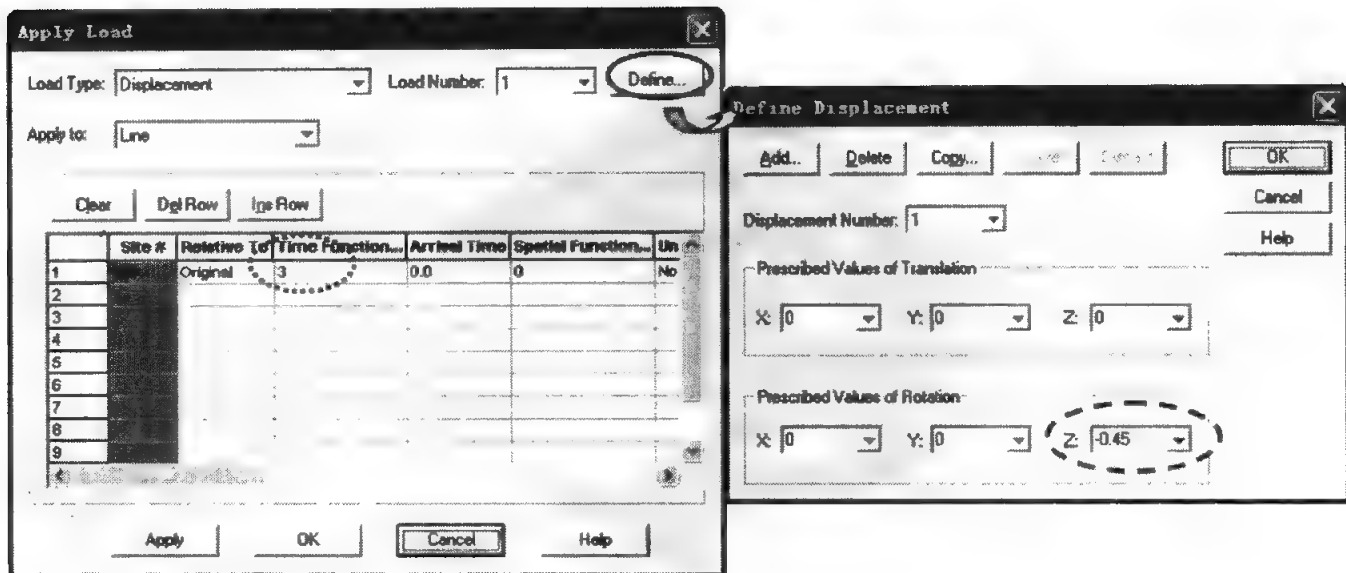 Apply Load
Load Type: Displacement Load Number: 1 Define...
Apply to: Line
Clear Del Row Ins Row
Site # Relative To Time Function... Arrival Time Spatial Function... Un
1 Original 3 0.0 0 No
2
3
4
5
6
7
8
9
Apply OK Cancel Help
Define Displacement
Add... Delete Copy... OK
Cancel
Displacement Number: 1
Help
Prescribed Values of Translation
X: 0 Y: 0 Z: 0
Prescribed Values of Rotation
X: 0 Y: 0 Z: -0.45